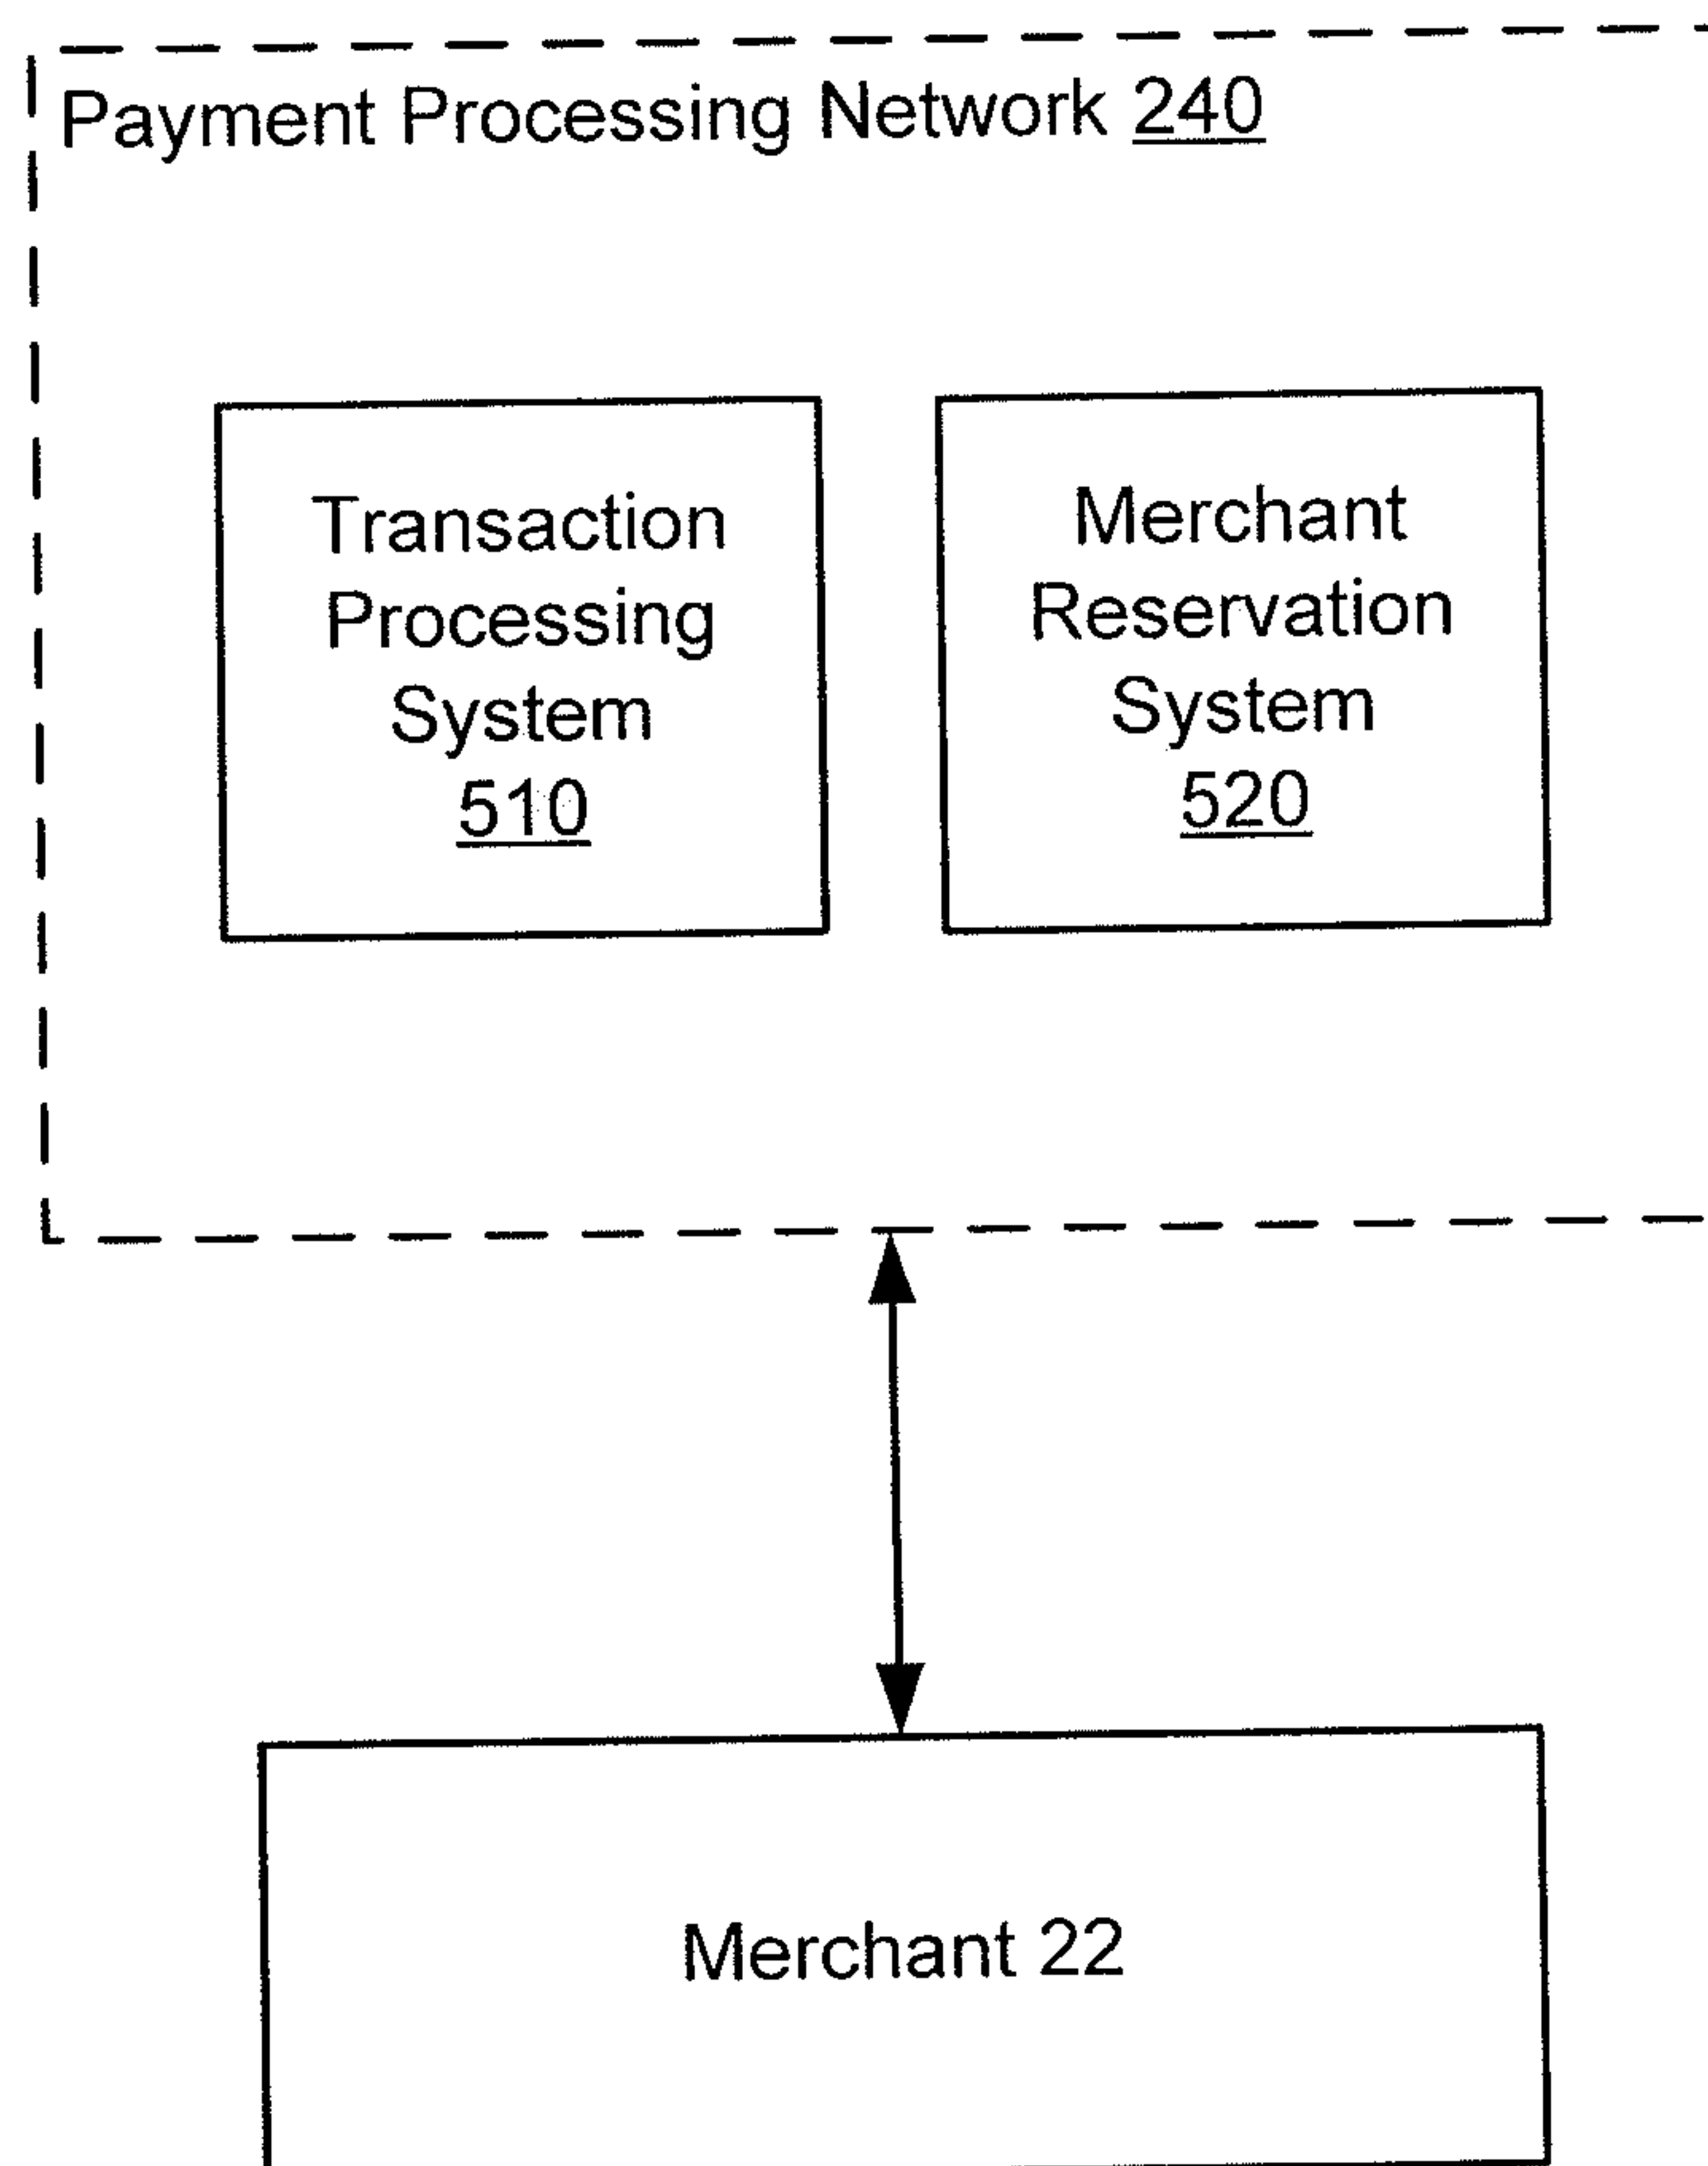 Payment Processing Network 240
Transaction
Processing
System
510
Merchant
Reservation
System
520
Merchant 22